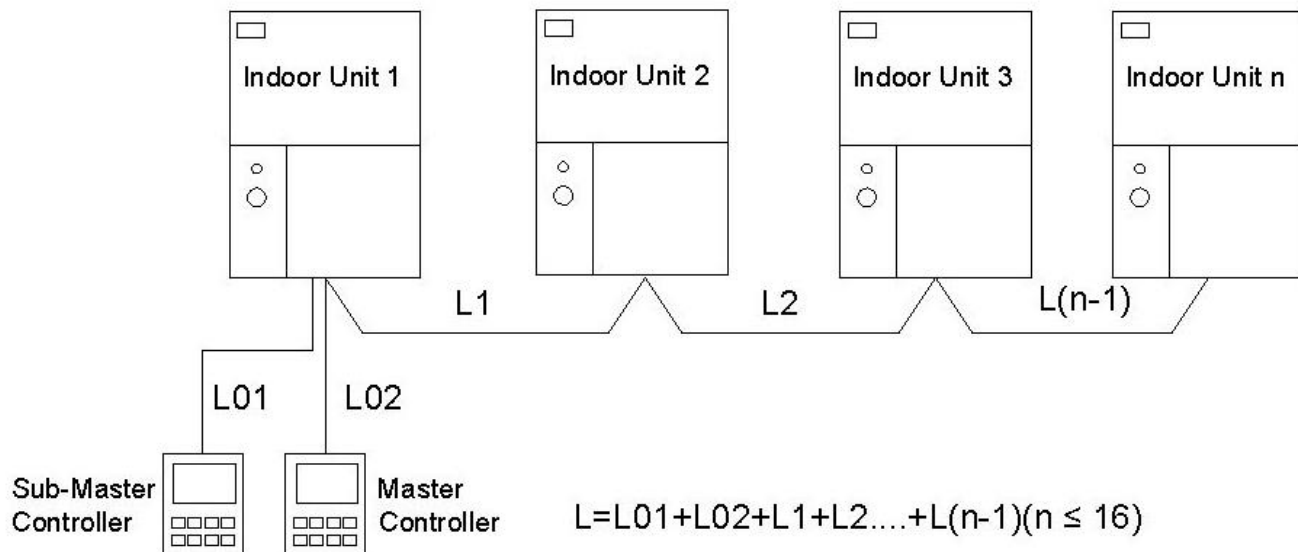 Indoor Unit 1
Indoor Unit 2
Indoor Unit 3
Indoor Unit n
L1
L2
L(n-1)
L01
L02
Sub-Master
Controller
Master
Controller
L=L01+L02+L1+L2....+L(n-1)(n ≤ 16)